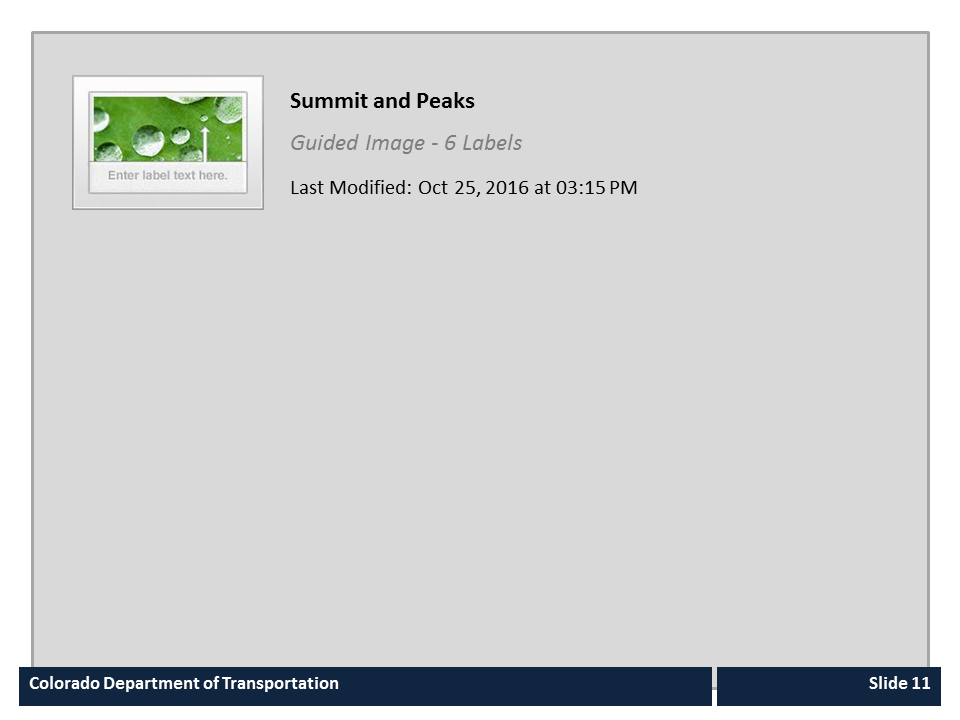 Summit and Peaks
Guided Image - 6 Labels
Last Modified: Oct 25, 2016 at 03:15 PM
Enter label text here.
Colorado Department of Transportation
Slide 11